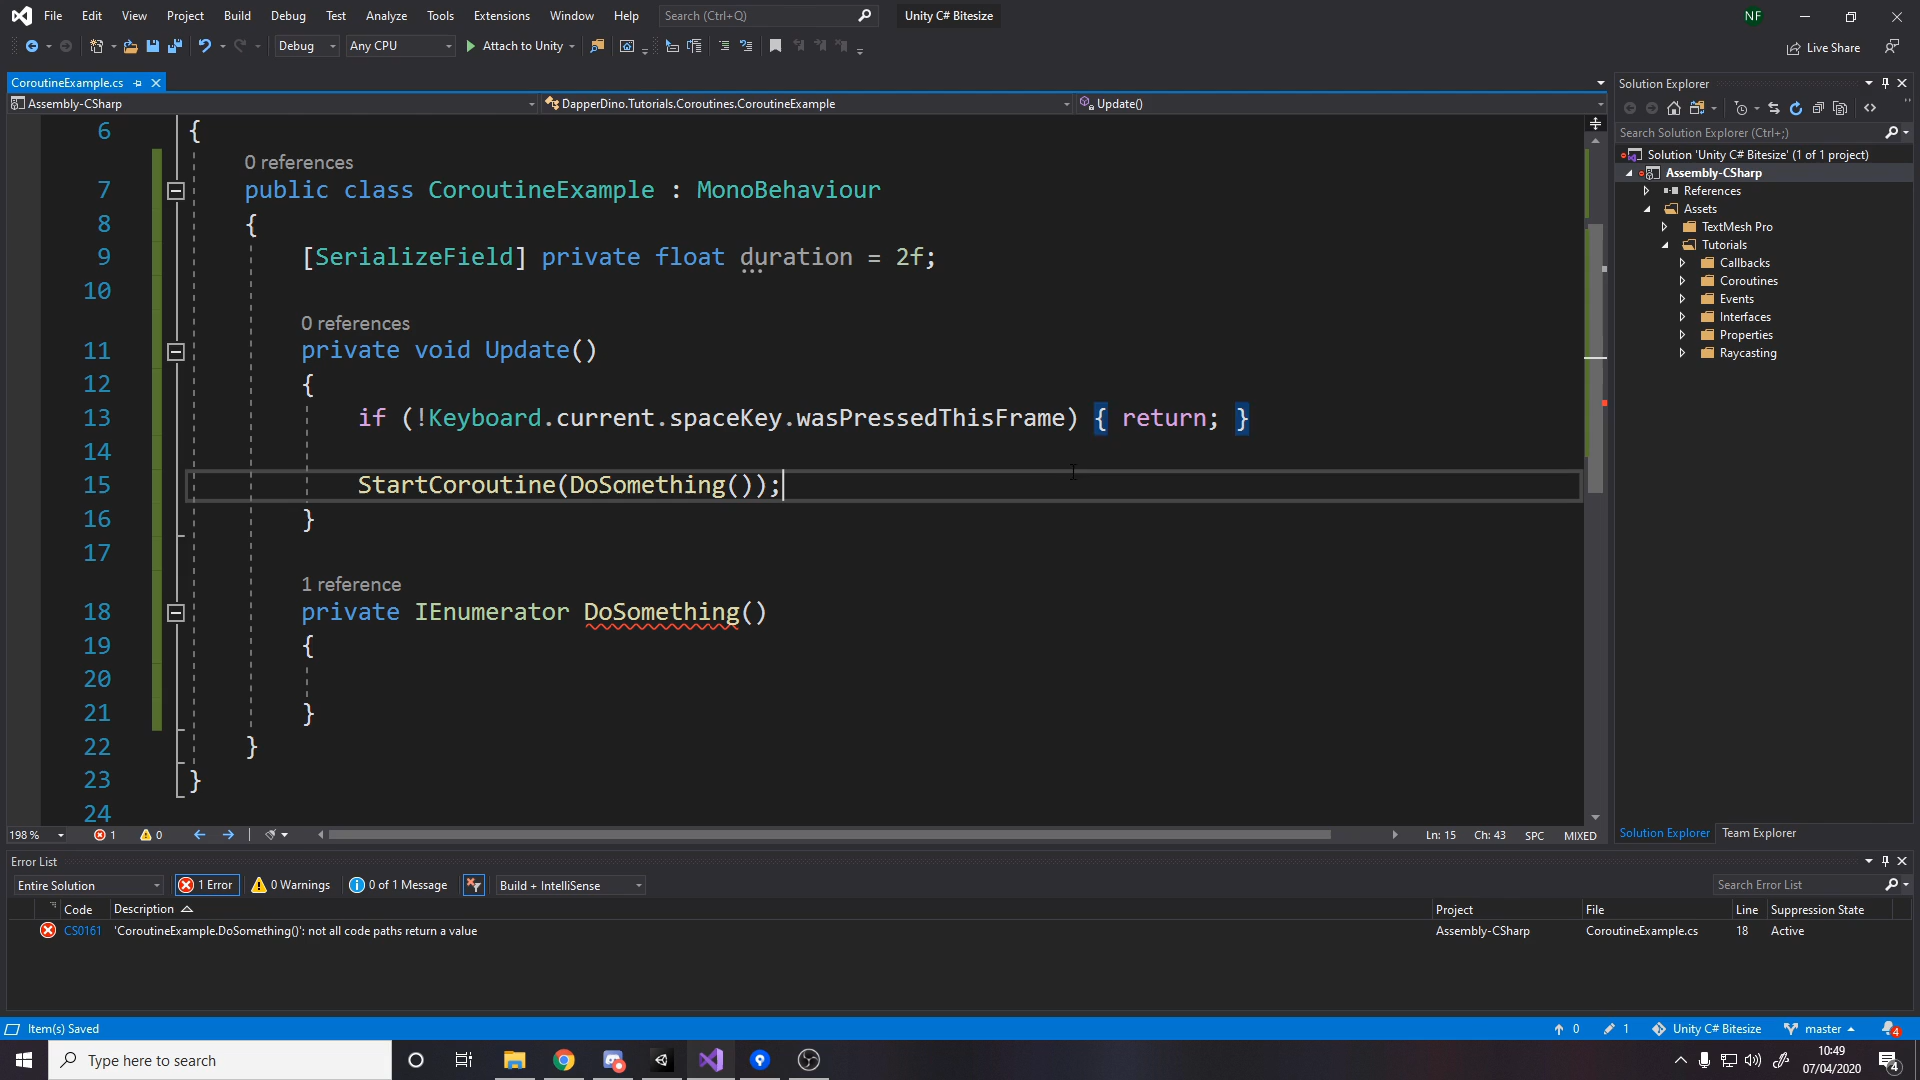 File Edit View Project Build Debug Test Analyze Tools Extensions Window Help Search (Ctrl+Q) Unity C# Bitesize NF
Debug Any CPU Attach to Unity Live Share
CoroutineExample.cs
Assembly-CSharp DapperDino.Tutorials.Coroutines.CoroutineExample Update()
6 {
0 references
7 public class CoroutineExample : MonoBehaviour
8 {
9 [SerializeField] private float duration = 2f;
10
0 references
11 private void Update()
12 {
13 if (!Keyboard.current.spaceKey.wasPressedThisFrame) { return; }
14
15 StartCoroutine(DoSomething());
16 }
17
1 reference
18 private IEnumerator DoSomething()
19 {
20
21 }
22 }
23 }
24
198 % 1 0 Ln: 15 Ch: 43 SPC MIXED
Solution Explorer
Search Solution Explorer (Ctrl+;)
Solution 'Unity C# Bitesize' (1 of 1 project)
Assembly-CSharp
References
Assets
TextMesh Pro
Tutorials
Callbacks
Coroutines
Events
Interfaces
Properties
Raycasting
Solution Explorer Team Explorer
Error List
Entire Solution 1 Error 0 Warnings 0 of 1 Message Build + IntelliSense Search Error List
Code Description Project File Line Suppression State
CS0161 'CoroutineExample.DoSomething()': not all code paths return a value Assembly-CSharp CoroutineExample.cs 18 Active
Item(s) Saved 0 1 Unity C# Bitesize master 4
Type here to search 10:49
07/04/2020 4